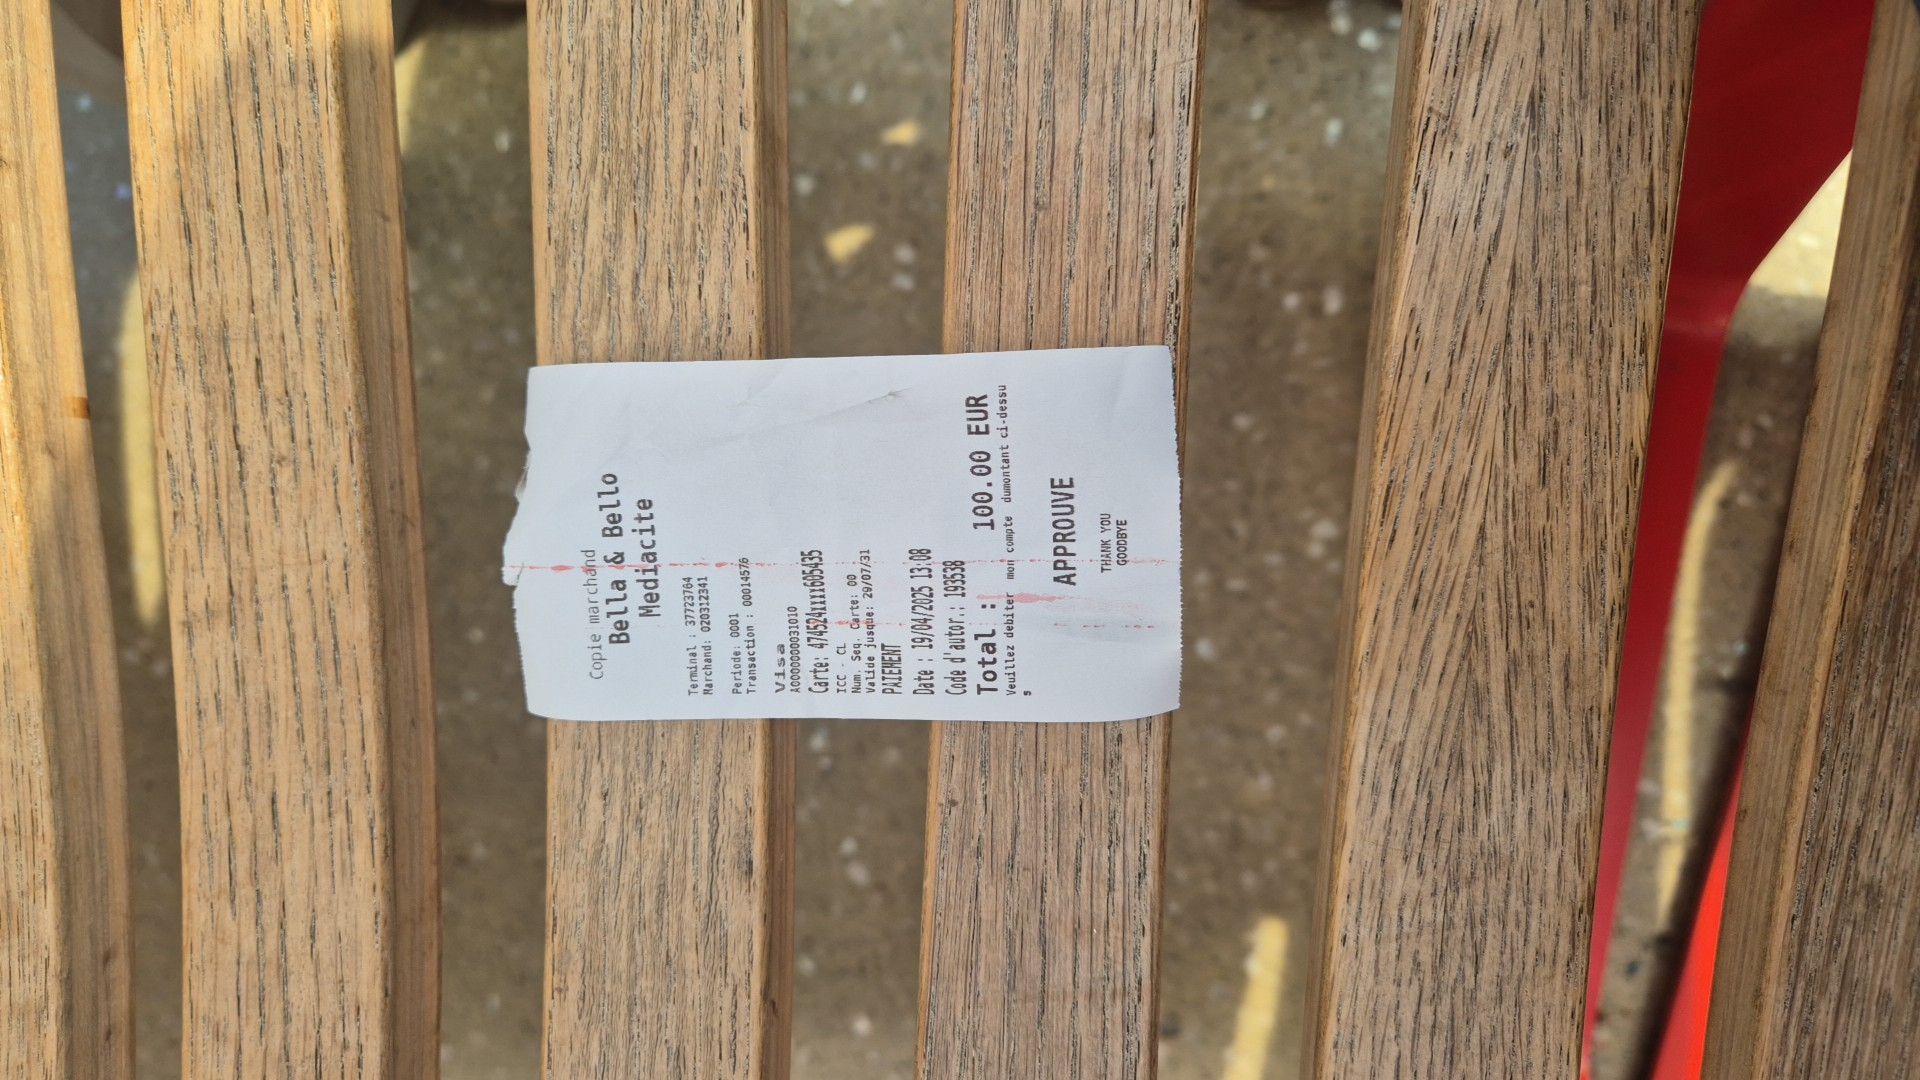 Copie marchand
Bella & Bello
Mediacite
Terminal : 37723764
Marchand: 020312341
Periode: 0001
Transaction : 00014576
Visa
A0000000031010
Carte: 474524xxxx605435
ICC - CL
Num. Seq. Carte: 00
Valide jusque: 29/07/31
PAIEMENT
Date : 19/04/2025 13:08
Code d'autor.: 193538
Total : 100.00 EUR
Veuillez debiter mon compte dumontant ci-dessu
s
APPROUVE
THANK YOU
GOODBYE